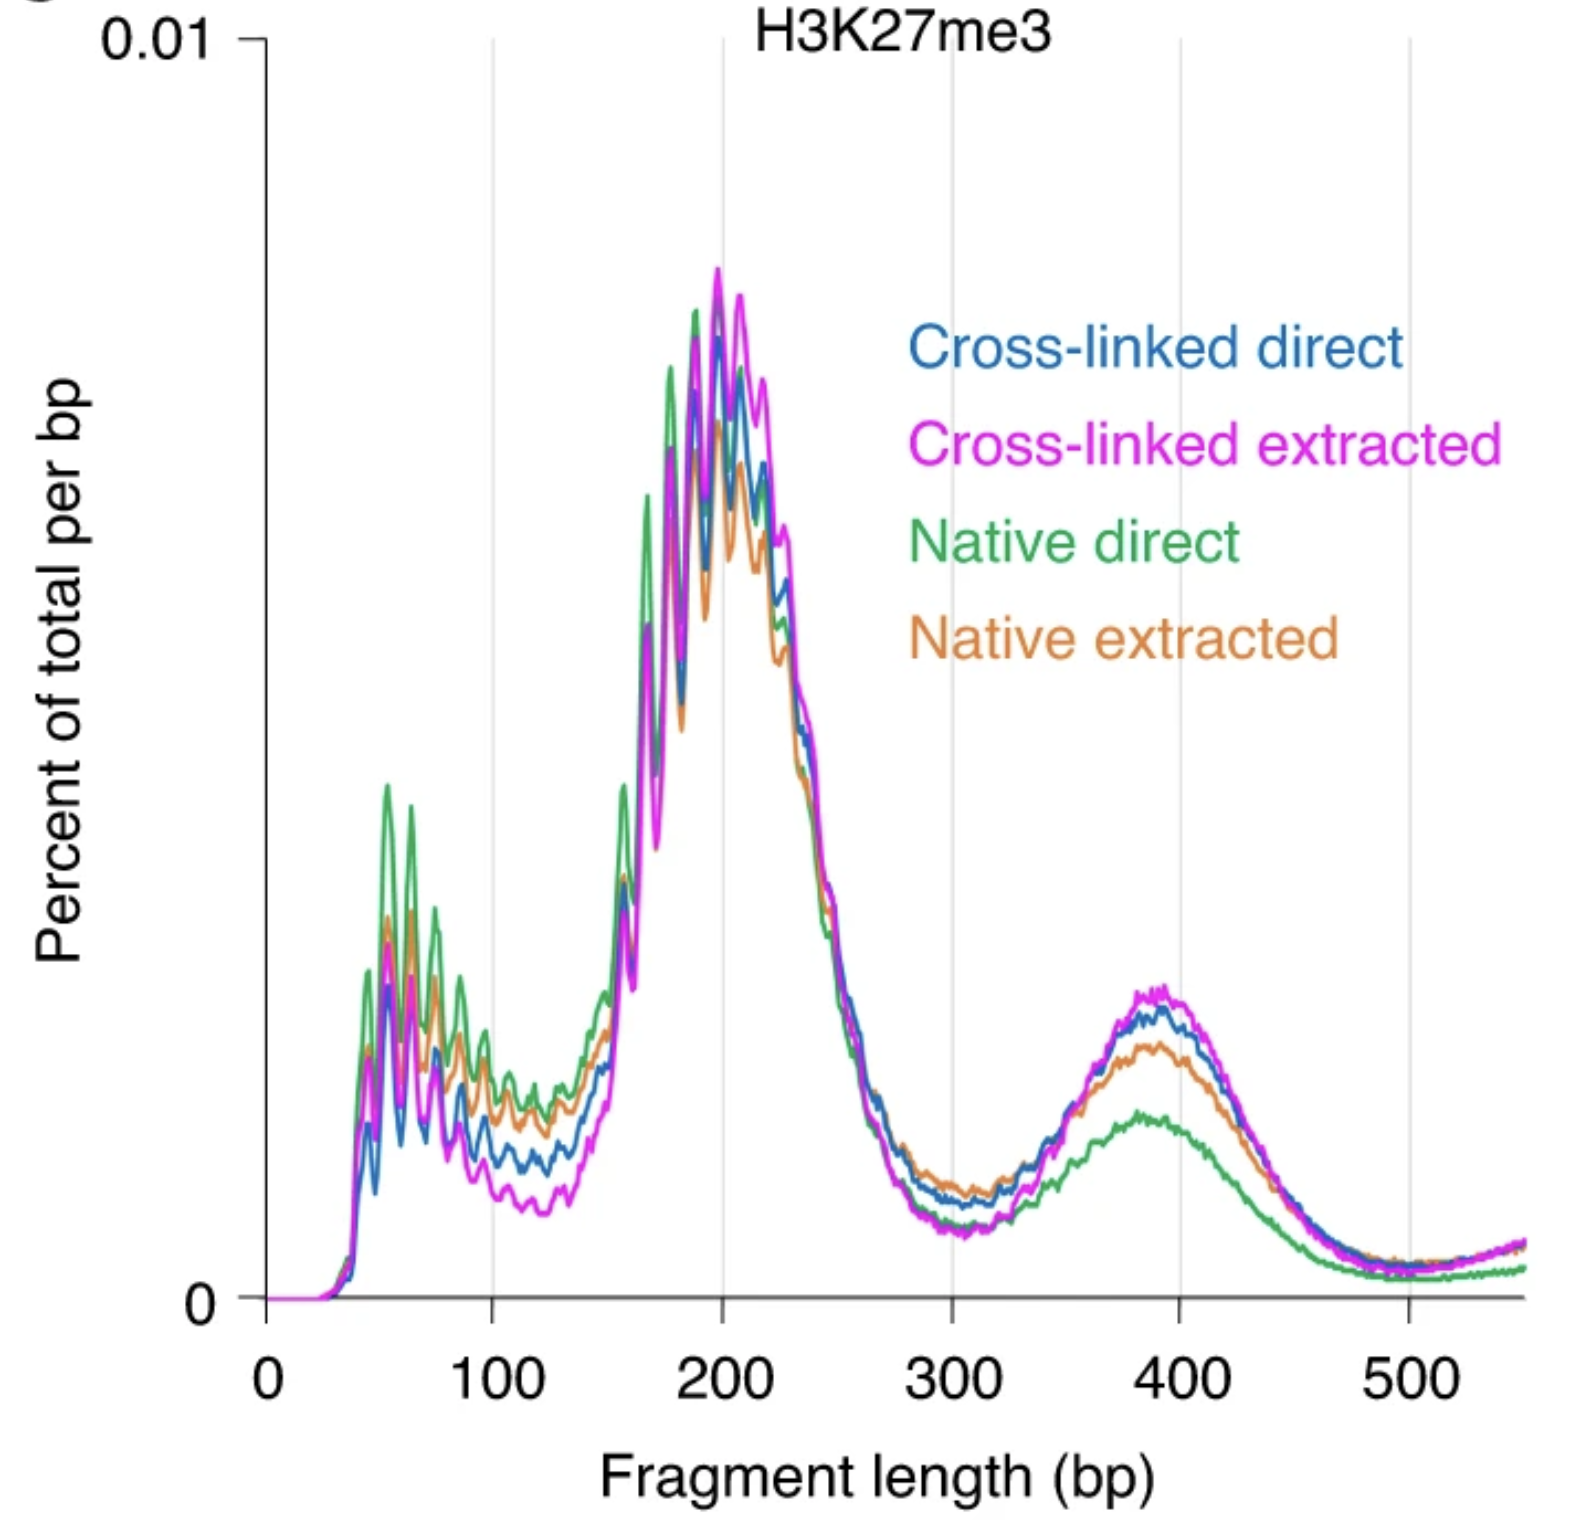 H3K27me3
0.01
Percent of total per bp
Cross-linked direct
Cross-linked extracted
Native direct
Native extracted
0
0 100 200 300 400 500
Fragment length (bp)